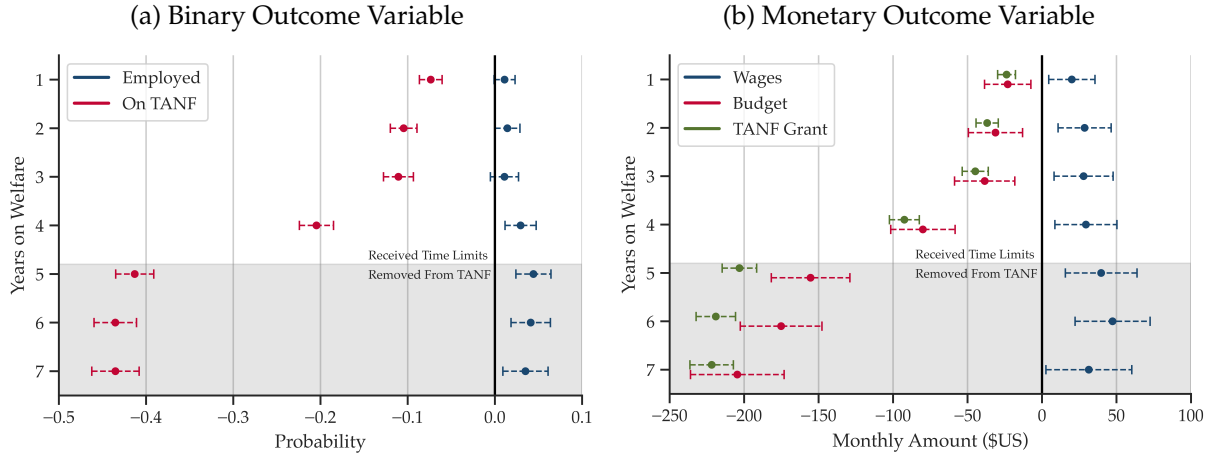 (a) Binary Outcome Variable
Employed
On TANF
Years on Welfare
1
2
3
4
5
6
7
Received Time Limits
Removed From TANF
−0.5
−0.4
−0.3
−0.2
−0.1
0.0
0.1
Probability
(b) Monetary Outcome Variable
Wages
Budget
TANF Grant
Years on Welfare
1
2
3
4
5
6
7
Received Time Limits
Removed From TANF
−250
−200
−150
−100
−50
0
50
100
Monthly Amount ($US)